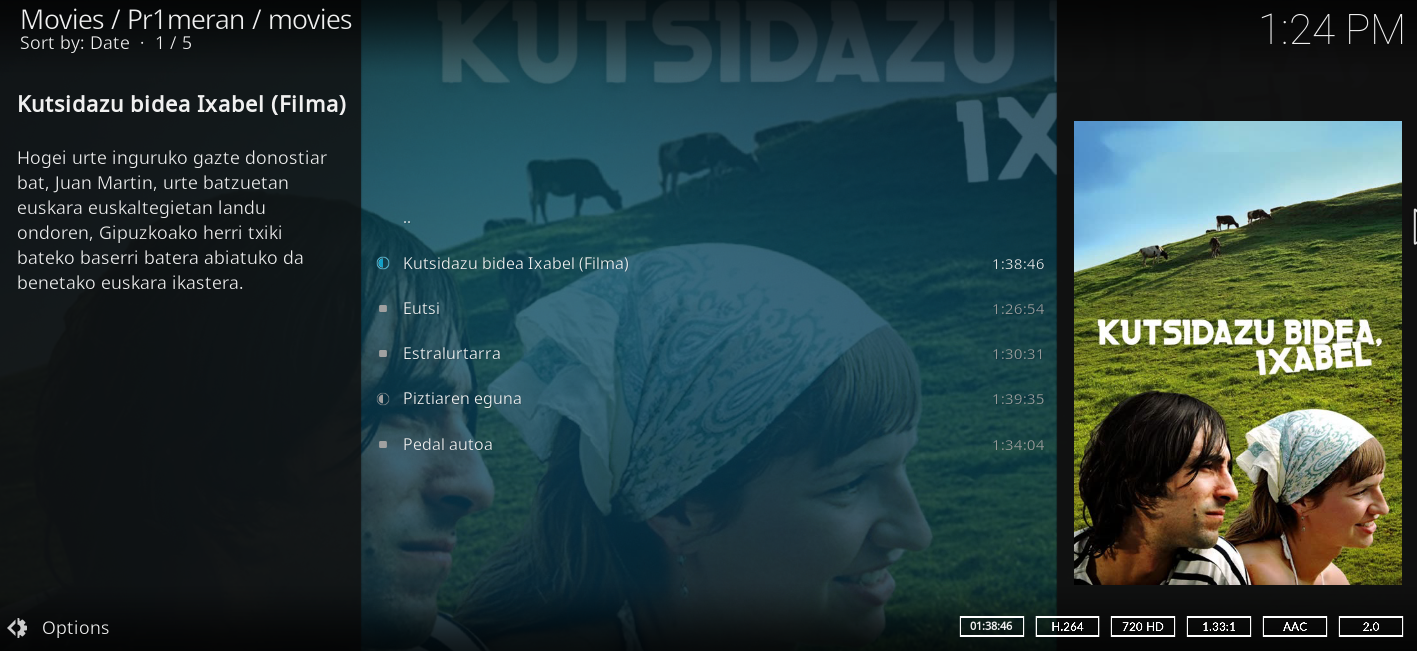 Movies / Pr1meran / movies
Sort by: Date · 1 / 5
1:24 PM
Kutsidazu bidea Ixabel (Filma)
Hogei urte inguruko gazte donostiar
bat, Juan Martin, urte batzuetan
euskara euskaltegietan landu
ondoren, Gipuzkoako herri txiki
bateko baserri batera abiatuko da
benetako euskara ikastera.
KUTSIDAZU
IX
..
Kutsidazu bidea Ixabel (Filma) 1:38:46
Eutsi 1:26:54
Estralurtarra 1:30:31
Piztiaren eguna 1:39:35
Pedal autoa 1:34:04
KUTSIDAZU BIDEA,
IXABEL
Options
01:38:46 H.264 720 HD 1.33:1 AAC 2.0